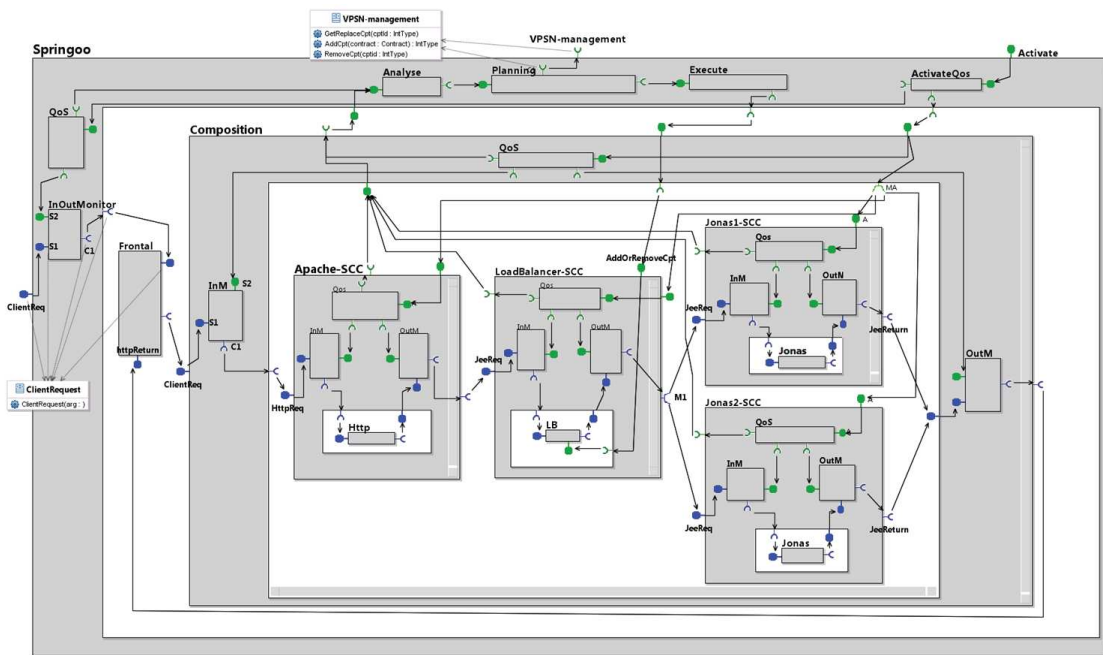 VPSN-management
GetReplaceCpt(cptId : IntType)
AddCpt(contract : Contract) : IntType
RemoveCpt(cptid : IntType)
VPSN-management
Springoo
Activate
Analyse
Planning
Execute
ActivateQos
QoS
Composition
QoS
MA
InOutMonitor
S2
S1
C1
Frontal
ClientReq
httpReturn
InM
S2
S1
C1
ClientReq
ClientRequest
ClientRequest(arg : )
Apache-SCC
Qos
InM
OutM
HttpReq
Http
LoadBalancer-SCC
AddOrRemoveCpt
Qos
InM
OutM
JeeReq
LB
M1
Jonas1-SCC
A
Qos
InM
OutN
JeeReq
JeeReturn
Jonas
OutM
Jonas2-SCC
A
QoS
InM
OutM
JeeReq
JeeReturn
Jonas